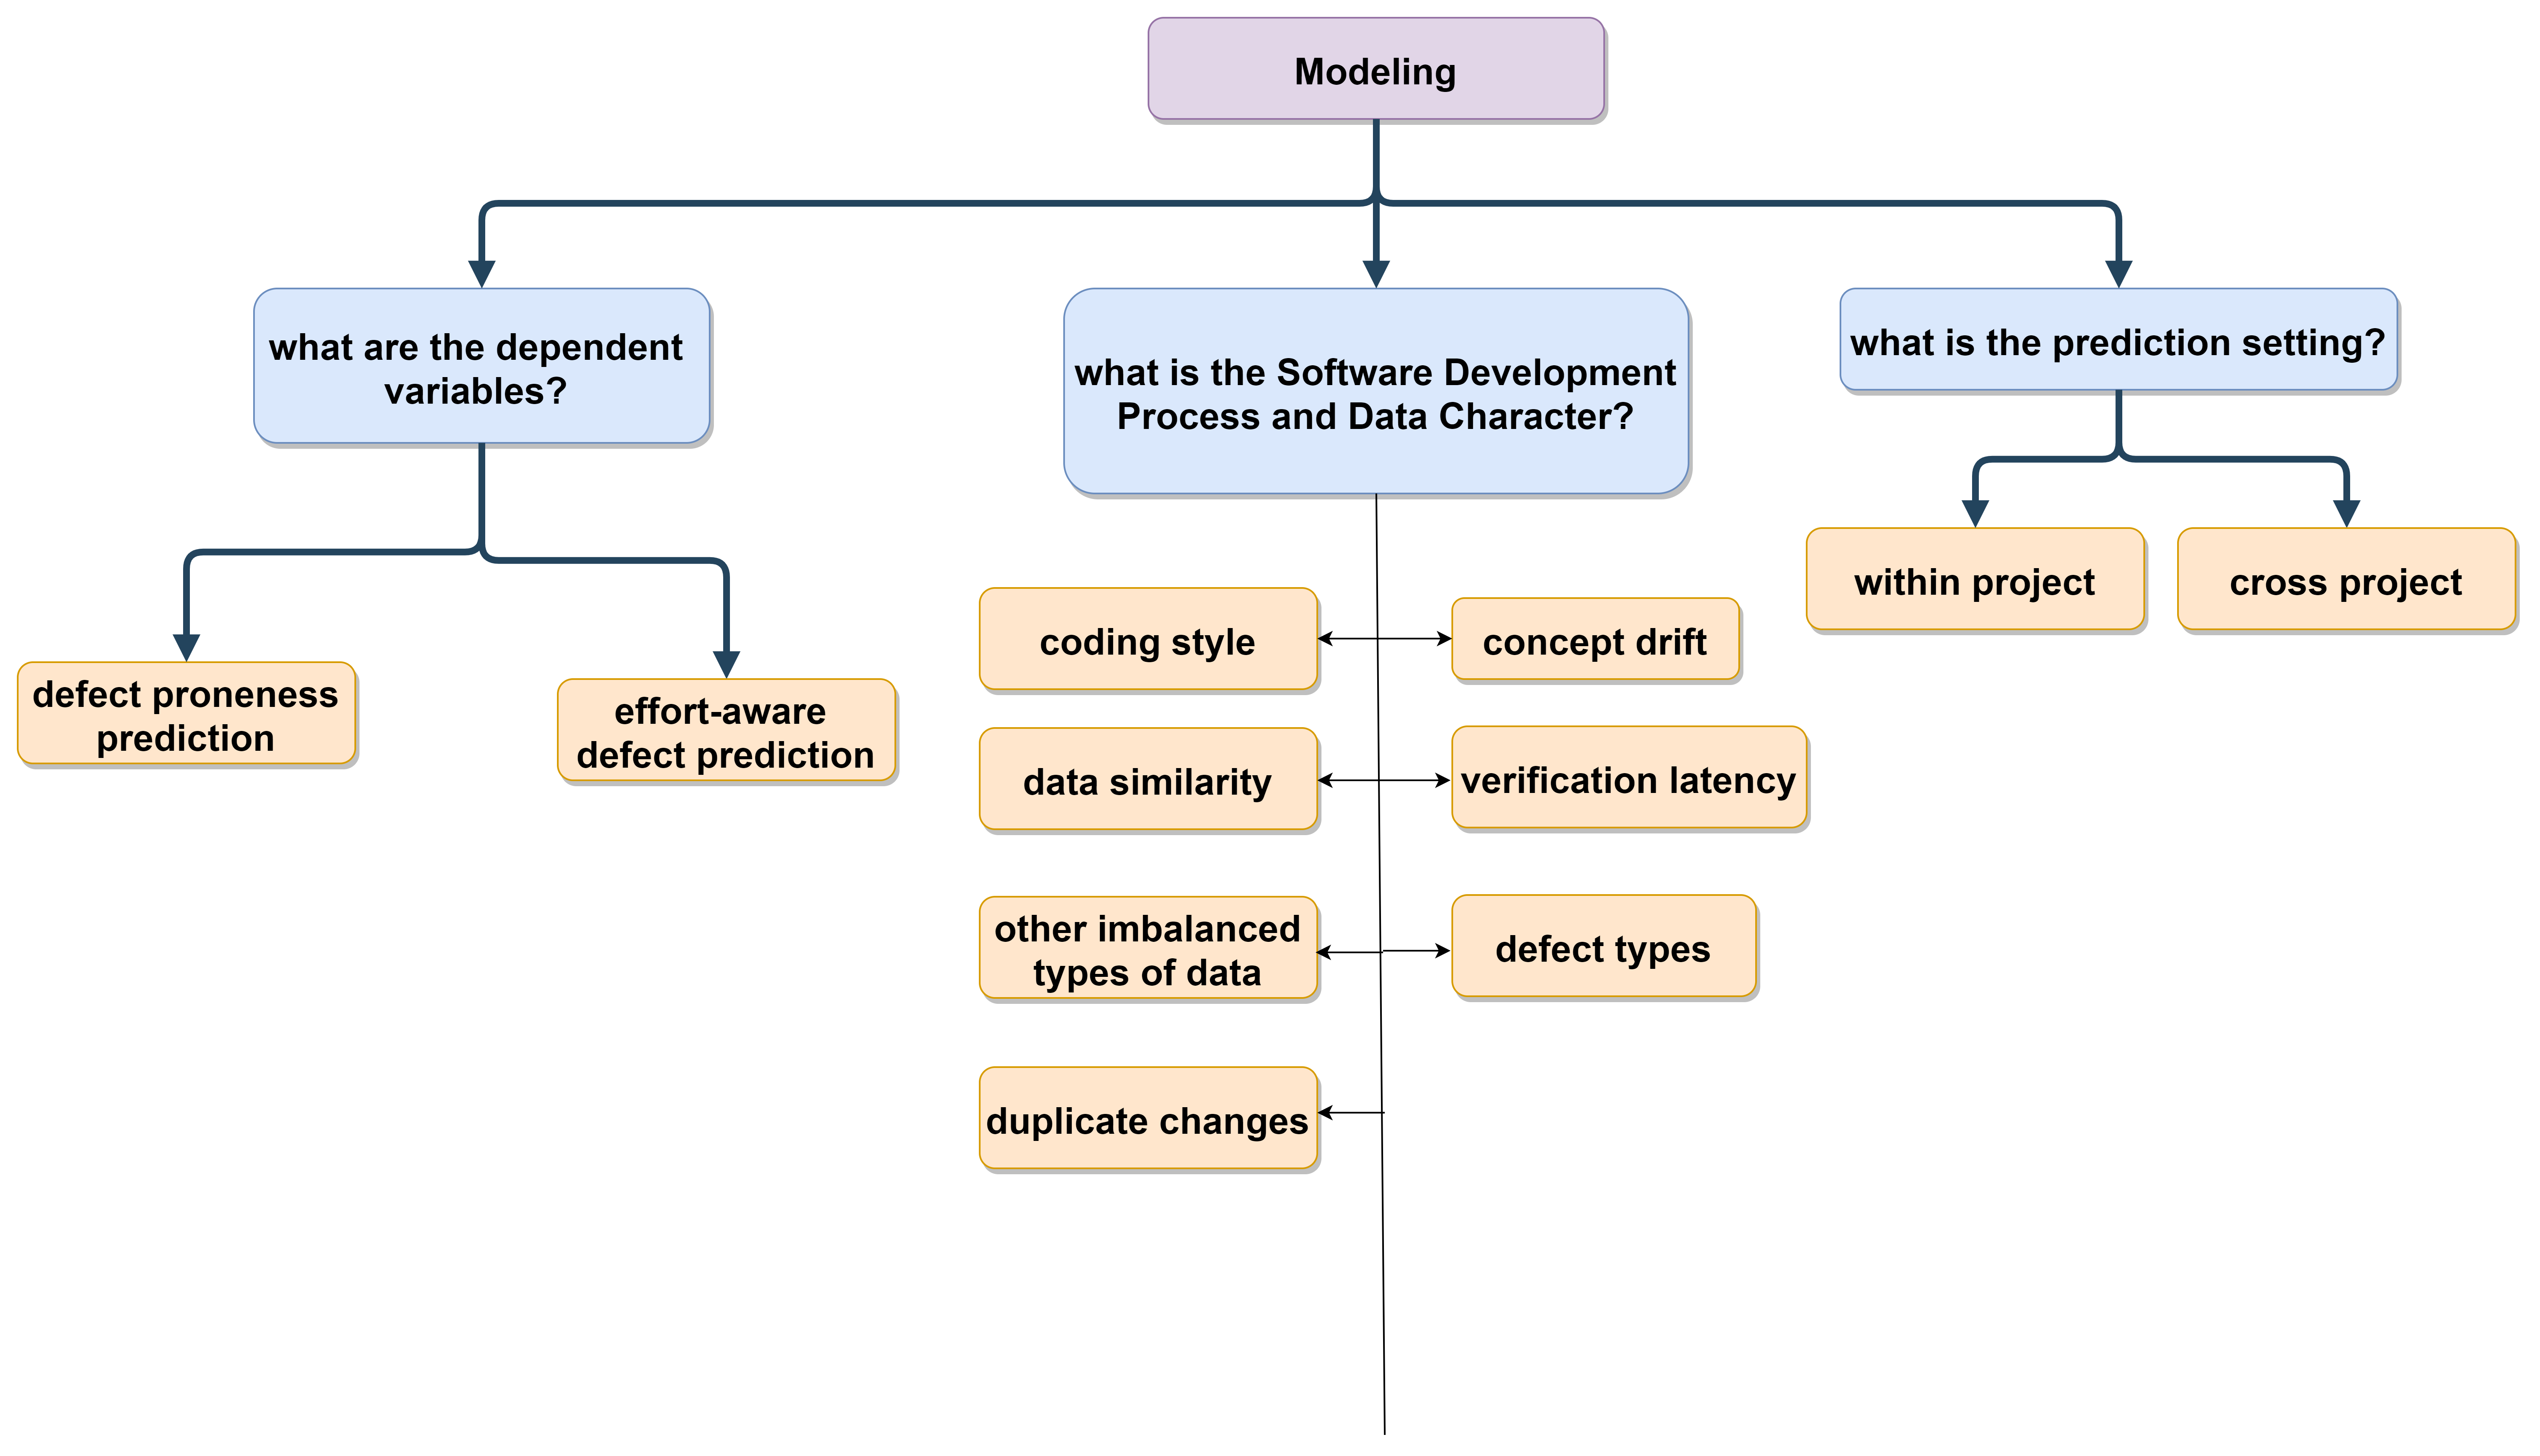 Modeling
what are the dependent
variables?
what is the Software Development
Process and Data Character?
what is the prediction setting?
within project
cross project
coding style
concept drift
defect proneness
prediction
effort-aware
defect prediction
data similarity
verification latency
other imbalanced
types of data
defect types
duplicate changes